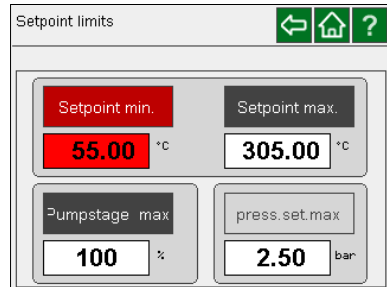 Setpoint limits ?
Setpoint min. Setpoint max.
55.00 °C 305.00 °C
Pumpstage max press.set.max
100 % 2.50 bar